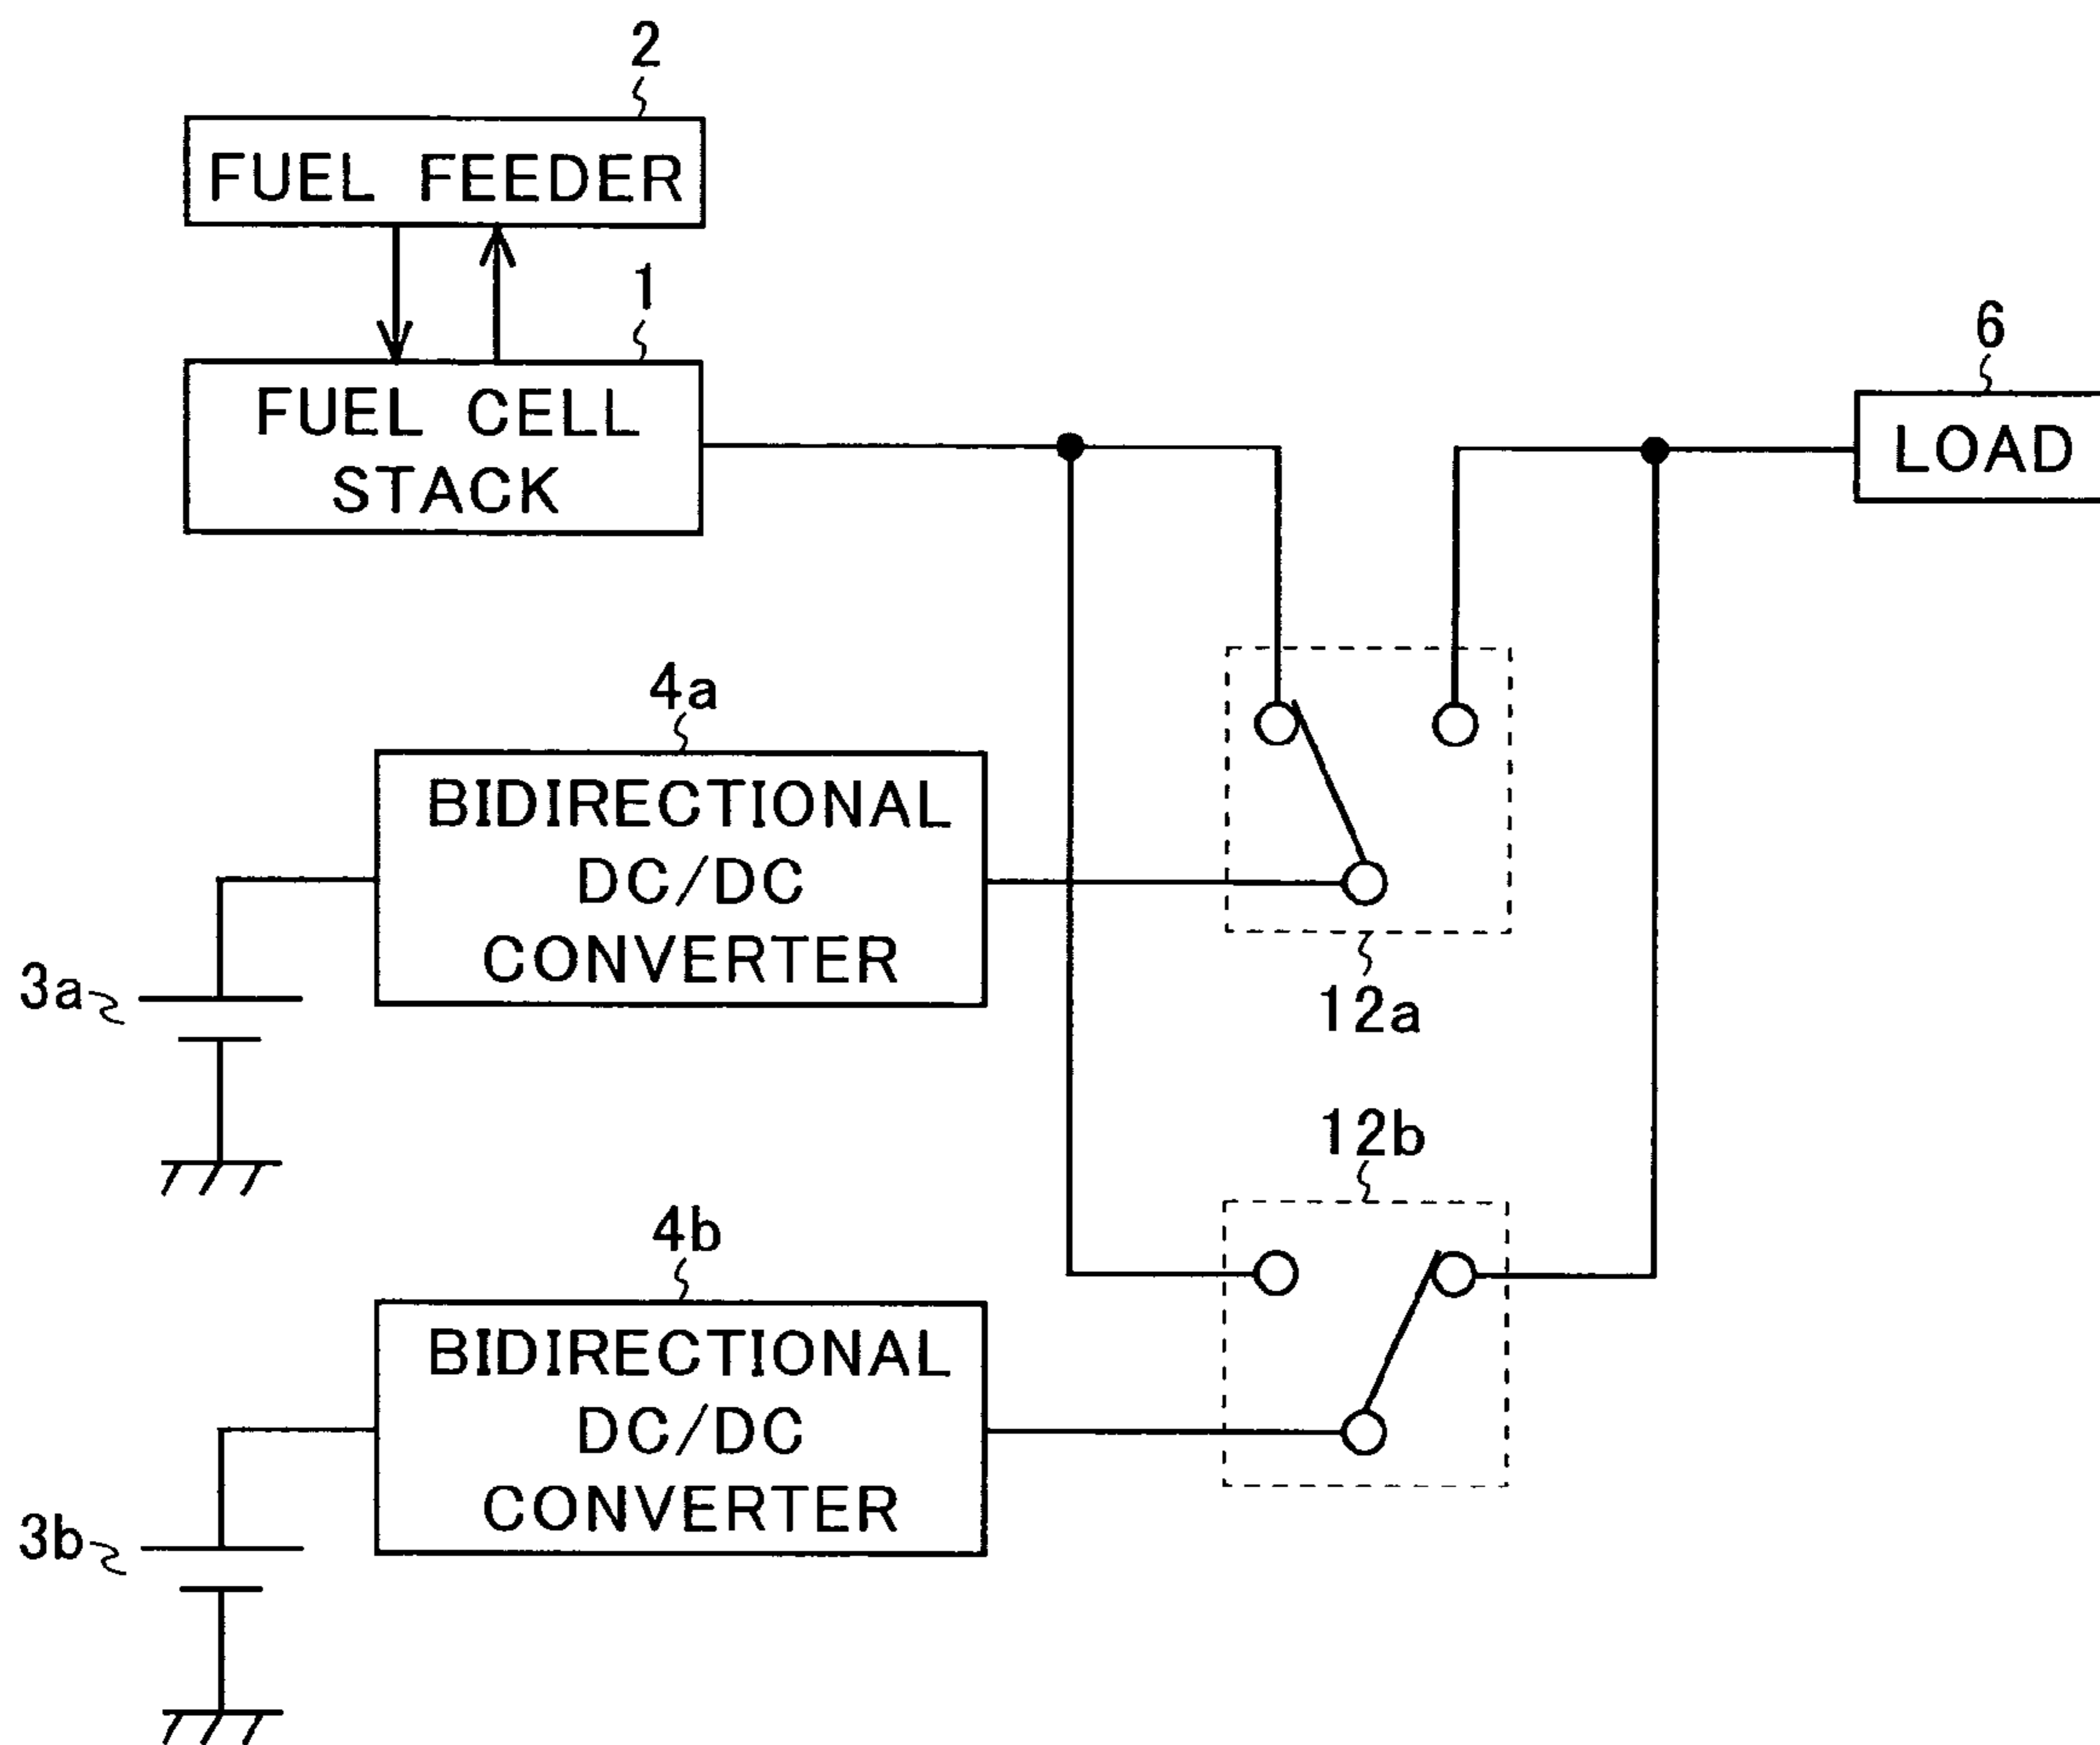 2
FUEL FEEDER
1
FUEL CELL
STACK
6
LOAD
4a
BIDIRECTIONAL
DC/DC
CONVERTER
3a
12a
12b
4b
BIDIRECTIONAL
DC/DC
CONVERTER
3b